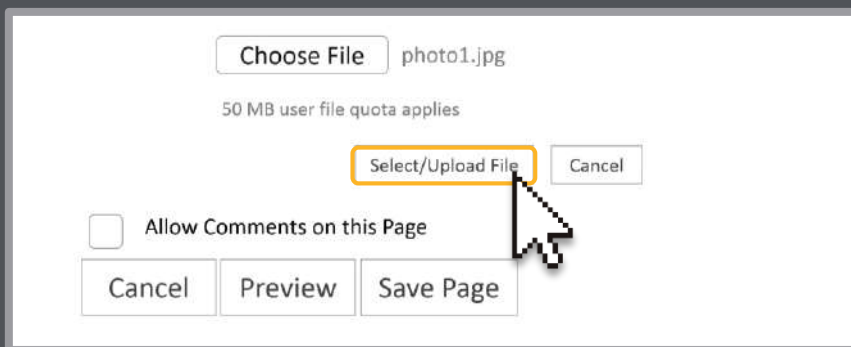 Choose File photo1.jpg
50 MB user file quota applies
Select/Upload File Cancel
Allow Comments on this Page
Cancel Preview Save Page